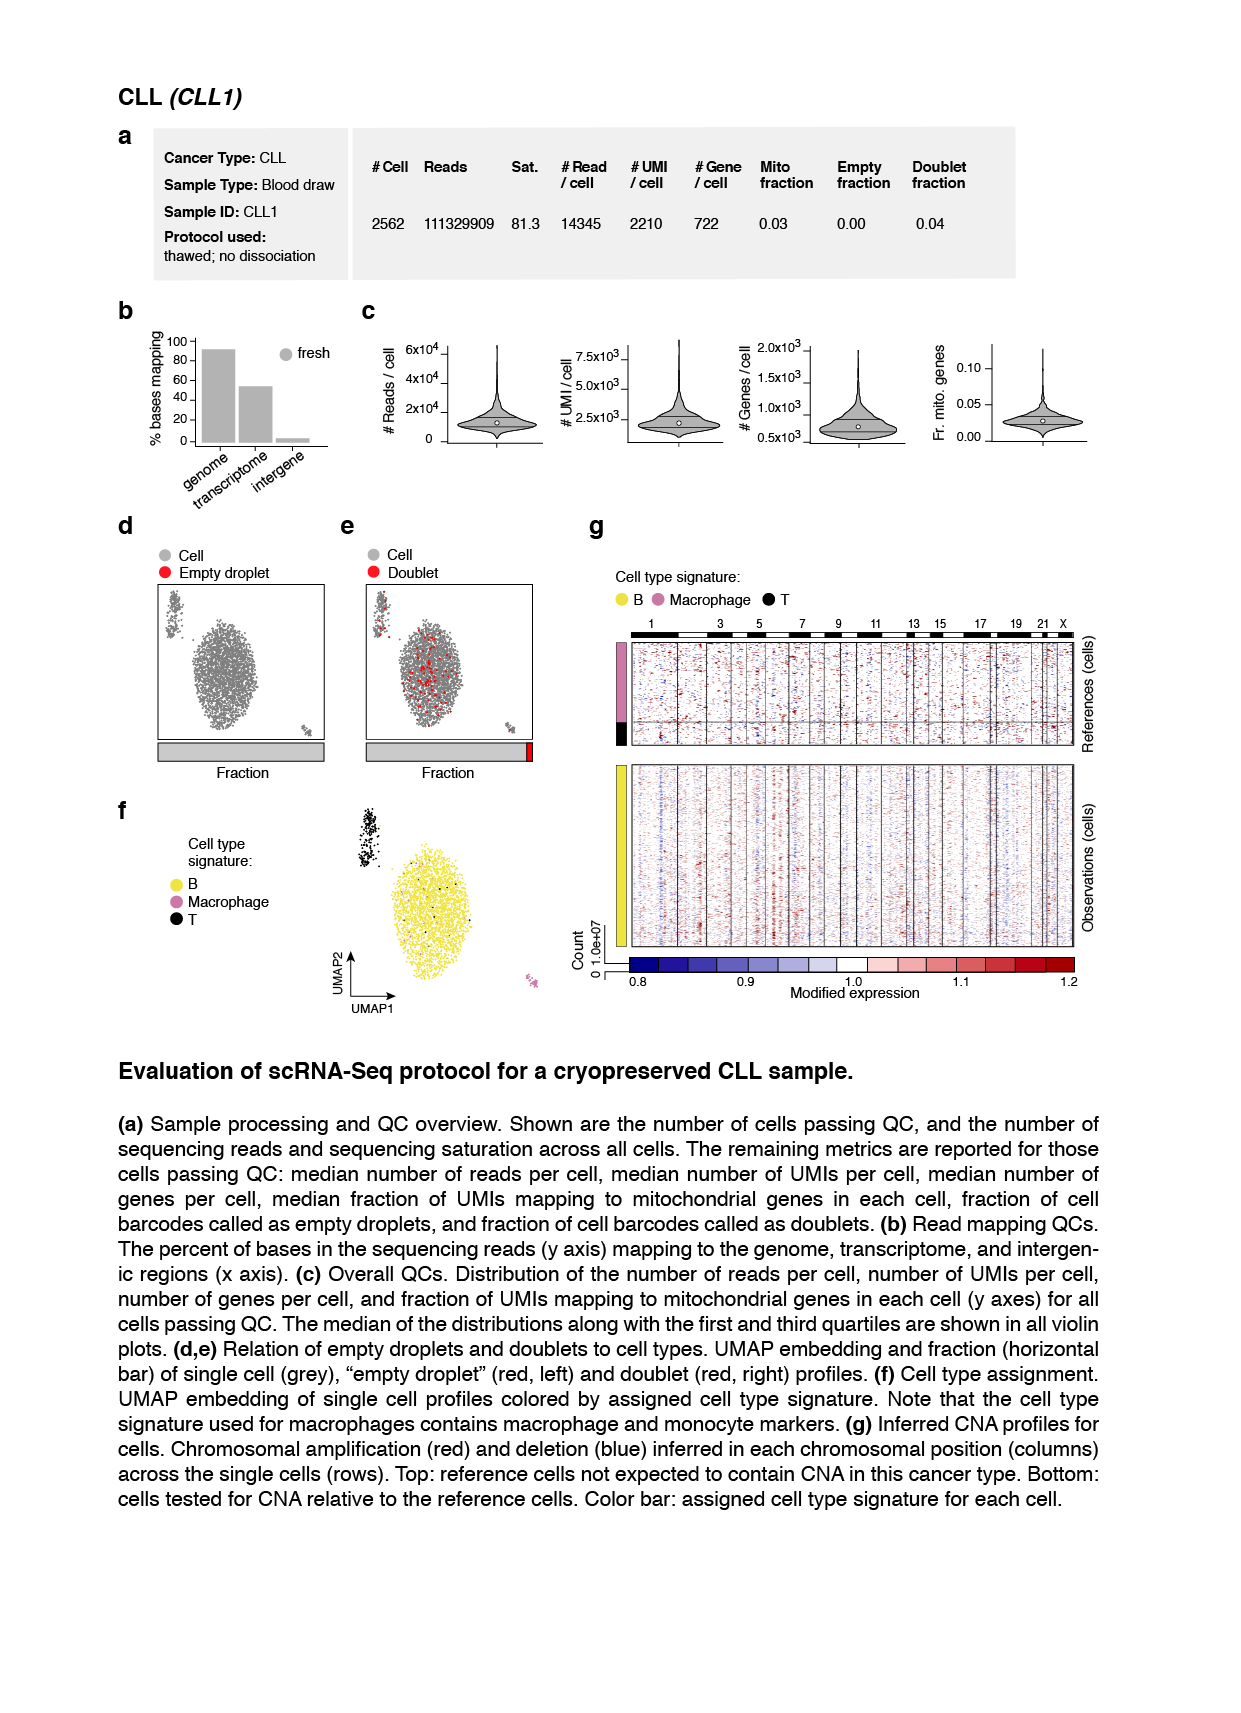 CLL (CLL1)
a
Cancer Type: CLL
Sample Type: Blood draw
Sample ID: CLL1
Protocol used:
thawed; no dissociation
# Cell Reads Sat. # Read / cell # UMI / cell # Gene / cell Mito fraction Empty fraction Doublet fraction
2562 111329909 81.3 14345 2210 722 0.03 0.00 0.04
b
% bases mapping
100
80
60
40
20
0
fresh
genome
transcriptome
intergene
c
# Reads / cell
6x10⁴
4x10⁴
2x10⁴
0
# UMI / cell
7.5x10³
5.0x10³
2.5x10³
# Genes / cell
2.0x10³
1.5x10³
1.0x10³
0.5x10³
Fr. mito. genes
0.10
0.05
0.00
d
Cell
Empty droplet
Fraction
e
Cell
Doublet
Fraction
f
Cell type
signature:
B
Macrophage
T
UMAP2
UMAP1
g
Cell type signature:
B Macrophage T
1 3 5 7 9 11 13 15 17 19 21 X
References (cells)
Observations (cells)
Count
0 1.0e+07
0.8 0.9 1.0 1.1 1.2
Modified expression
Evaluation of scRNA-Seq protocol for a cryopreserved CLL sample.
(a) Sample processing and QC overview. Shown are the number of cells passing QC, and the number of
sequencing reads and sequencing saturation across all cells. The remaining metrics are reported for those
cells passing QC: median number of reads per cell, median number of UMIs per cell, median number of
genes per cell, median fraction of UMIs mapping to mitochondrial genes in each cell, fraction of cell
barcodes called as empty droplets, and fraction of cell barcodes called as doublets. (b) Read mapping QCs.
The percent of bases in the sequencing reads (y axis) mapping to the genome, transcriptome, and intergen-
ic regions (x axis). (c) Overall QCs. Distribution of the number of reads per cell, number of UMIs per cell,
number of genes per cell, and fraction of UMIs mapping to mitochondrial genes in each cell (y axes) for all
cells passing QC. The median of the distributions along with the first and third quartiles are shown in all violin
plots. (d,e) Relation of empty droplets and doublets to cell types. UMAP embedding and fraction (horizontal
bar) of single cell (grey), “empty droplet” (red, left) and doublet (red, right) profiles. (f) Cell type assignment.
UMAP embedding of single cell profiles colored by assigned cell type signature. Note that the cell type
signature used for macrophages contains macrophage and monocyte markers. (g) Inferred CNA profiles for
cells. Chromosomal amplification (red) and deletion (blue) inferred in each chromosomal position (columns)
across the single cells (rows). Top: reference cells not expected to contain CNA in this cancer type. Bottom:
cells tested for CNA relative to the reference cells. Color bar: assigned cell type signature for each cell.